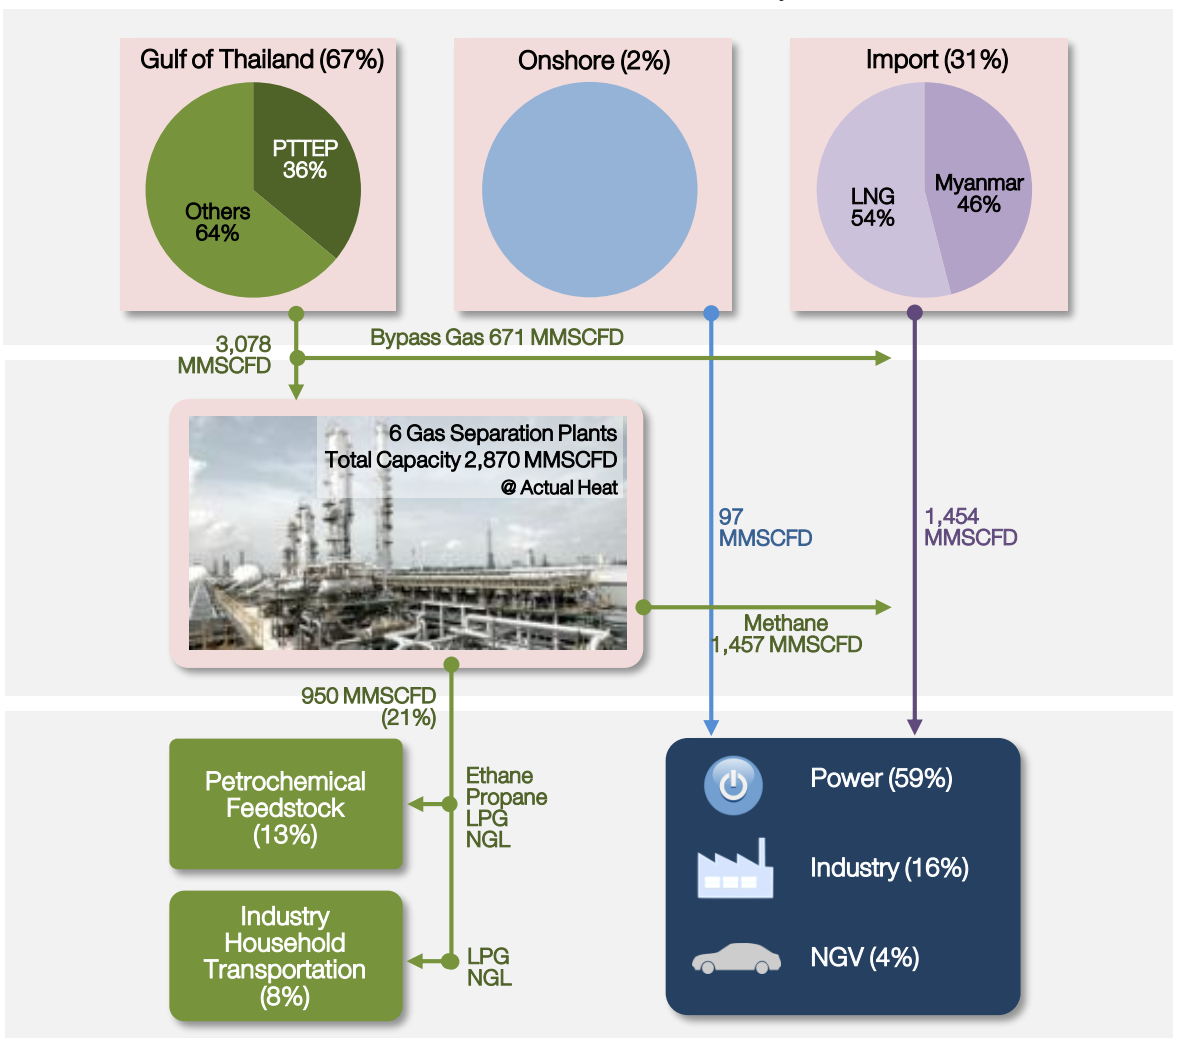 Gulf of Thailand (67%)
PTTEP
36%
Others
64%
Onshore (2%)
Import (31%)
LNG
54%
Myanmar
46%
3,078
MMSCFD
Bypass Gas 671 MMSCFD
6 Gas Separation Plants
Total Capacity 2,870 MMSCFD
@ Actual Heat
97
MMSCFD
1,454
MMSCFD
Methane
1,457 MMSCFD
950 MMSCFD
(21%)
Petrochemical
Feedstock
(13%)
Ethane
Propane
LPG
NGL
Industry
Household
Transportation
(8%)
LPG
NGL
Power (59%)
Industry (16%)
NGV (4%)